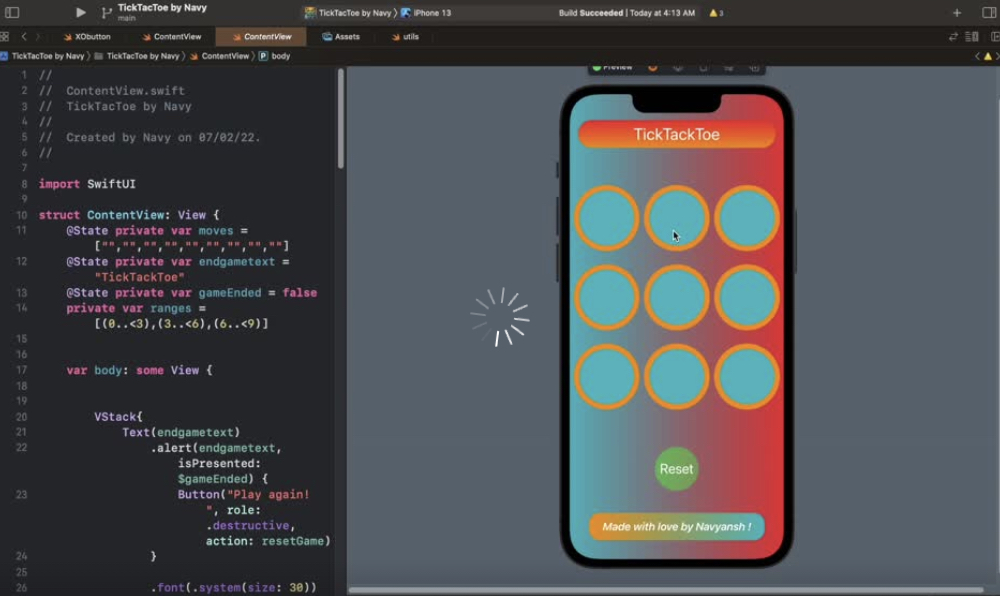 TickTacToe by Navy
main
TickTacToe by Navy 〉 iPhone 13
Build Succeeded | Today at 4:13 AM
3
XObutton
ContentView
ContentView
Assets
utils
TickTacToe by Navy 〉 TickTacToe by Navy 〉 ContentView 〉 P body
Preview
1 //
2 // ContentView.swift
3 // TickTacToe by Navy
4 //
5 // Created by Navy on 07/02/22.
6 //
7
8 import SwiftUI
9
10 struct ContentView: View {
11 @State private var moves =
["","","","","","","","",""]
12 @State private var endgametext =
"TickTackToe"
13 @State private var gameEnded = false
14 private var ranges =
[(0..<3),(3..<6),(6..<9)]
15
16
17 var body: some View {
18
19
20 VStack{
21 Text(endgametext)
22 .alert(endgametext,
isPresented:
$gameEnded) {
23 Button("Play again!
", role:
.destructive,
action: resetGame)
24 }
25
26 .font(.system(size: 30))
TickTackToe
Reset
Made with love by Navyansh !